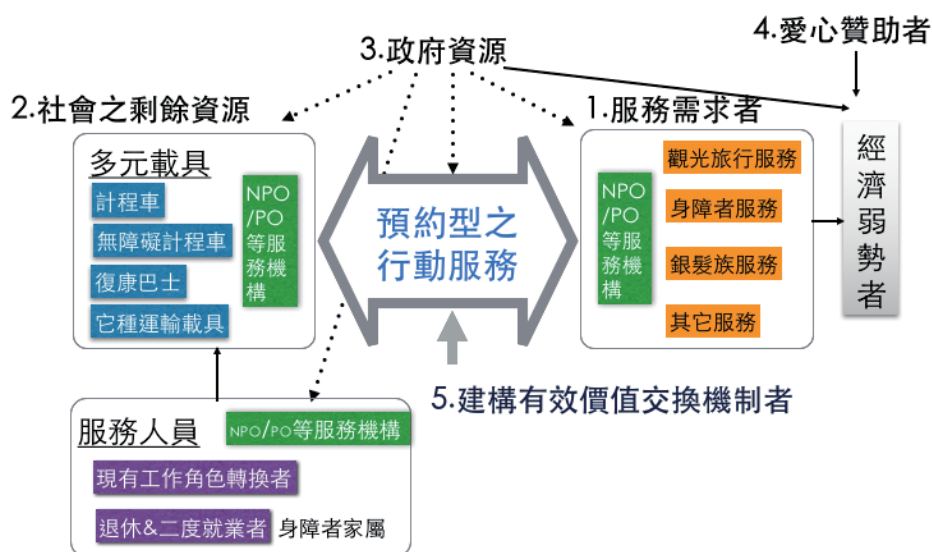 4.愛心贊助者
3.政府資源
2.社會之剩餘資源
1.服務需求者
多元載具
計程車
無障礙計程車
復康巴士
它種運輸載具
NPO
/PO
等服
務機
構
預約型之
行動服務
NPO
/PO
等服
務機
構
觀光旅行服務
身障者服務
銀髮族服務
其它服務
經
濟
弱
勢
者
5.建構有效價值交換機制者
服務人員
NPO/PO等服務機構
現有工作角色轉換者
退休&二度就業者
身障者家屬